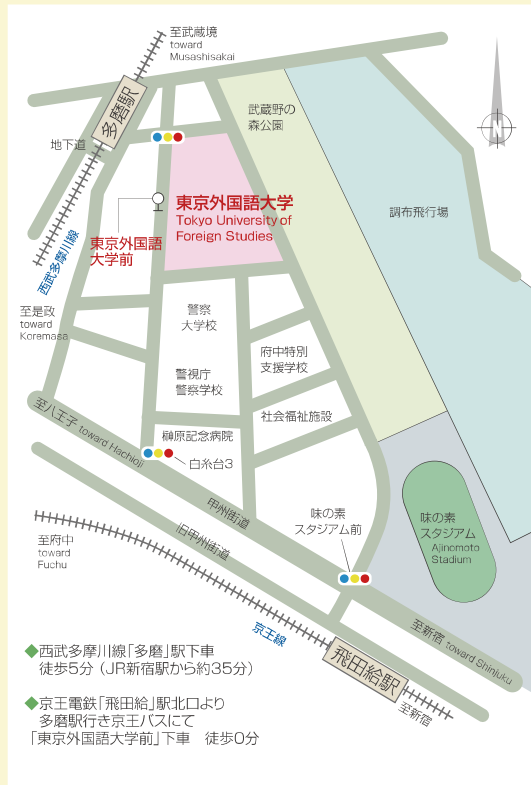 至武蔵境
toward
Musashisakai
多磨駅
地下道
武蔵野の
森公園
N
調布飛行場
東京外国語大学
Tokyo University of
Foreign Studies
東京外国語
大学前
西武多摩川線
至是政
toward
Koremasa
警察
大学校
府中特別
支援学校
警視庁
警察学校
社会福祉施設
榊原記念病院
白糸台3
至八王子 toward Hachioji
甲州街道
旧甲州街道
味の素
スタジアム前
味の素
スタジアム
Ajinomoto
Stadium
至府中
toward
Fuchu
京王線
至新宿 toward Shinjuku
飛田給駅
至新宿
◆西武多摩川線「多磨」駅下車
徒歩5分（JR新宿駅から約35分）
◆京王電鉄「飛田給」駅北口より
多磨駅行き京王バスにて
「東京外国語大学前」下車　徒歩0分